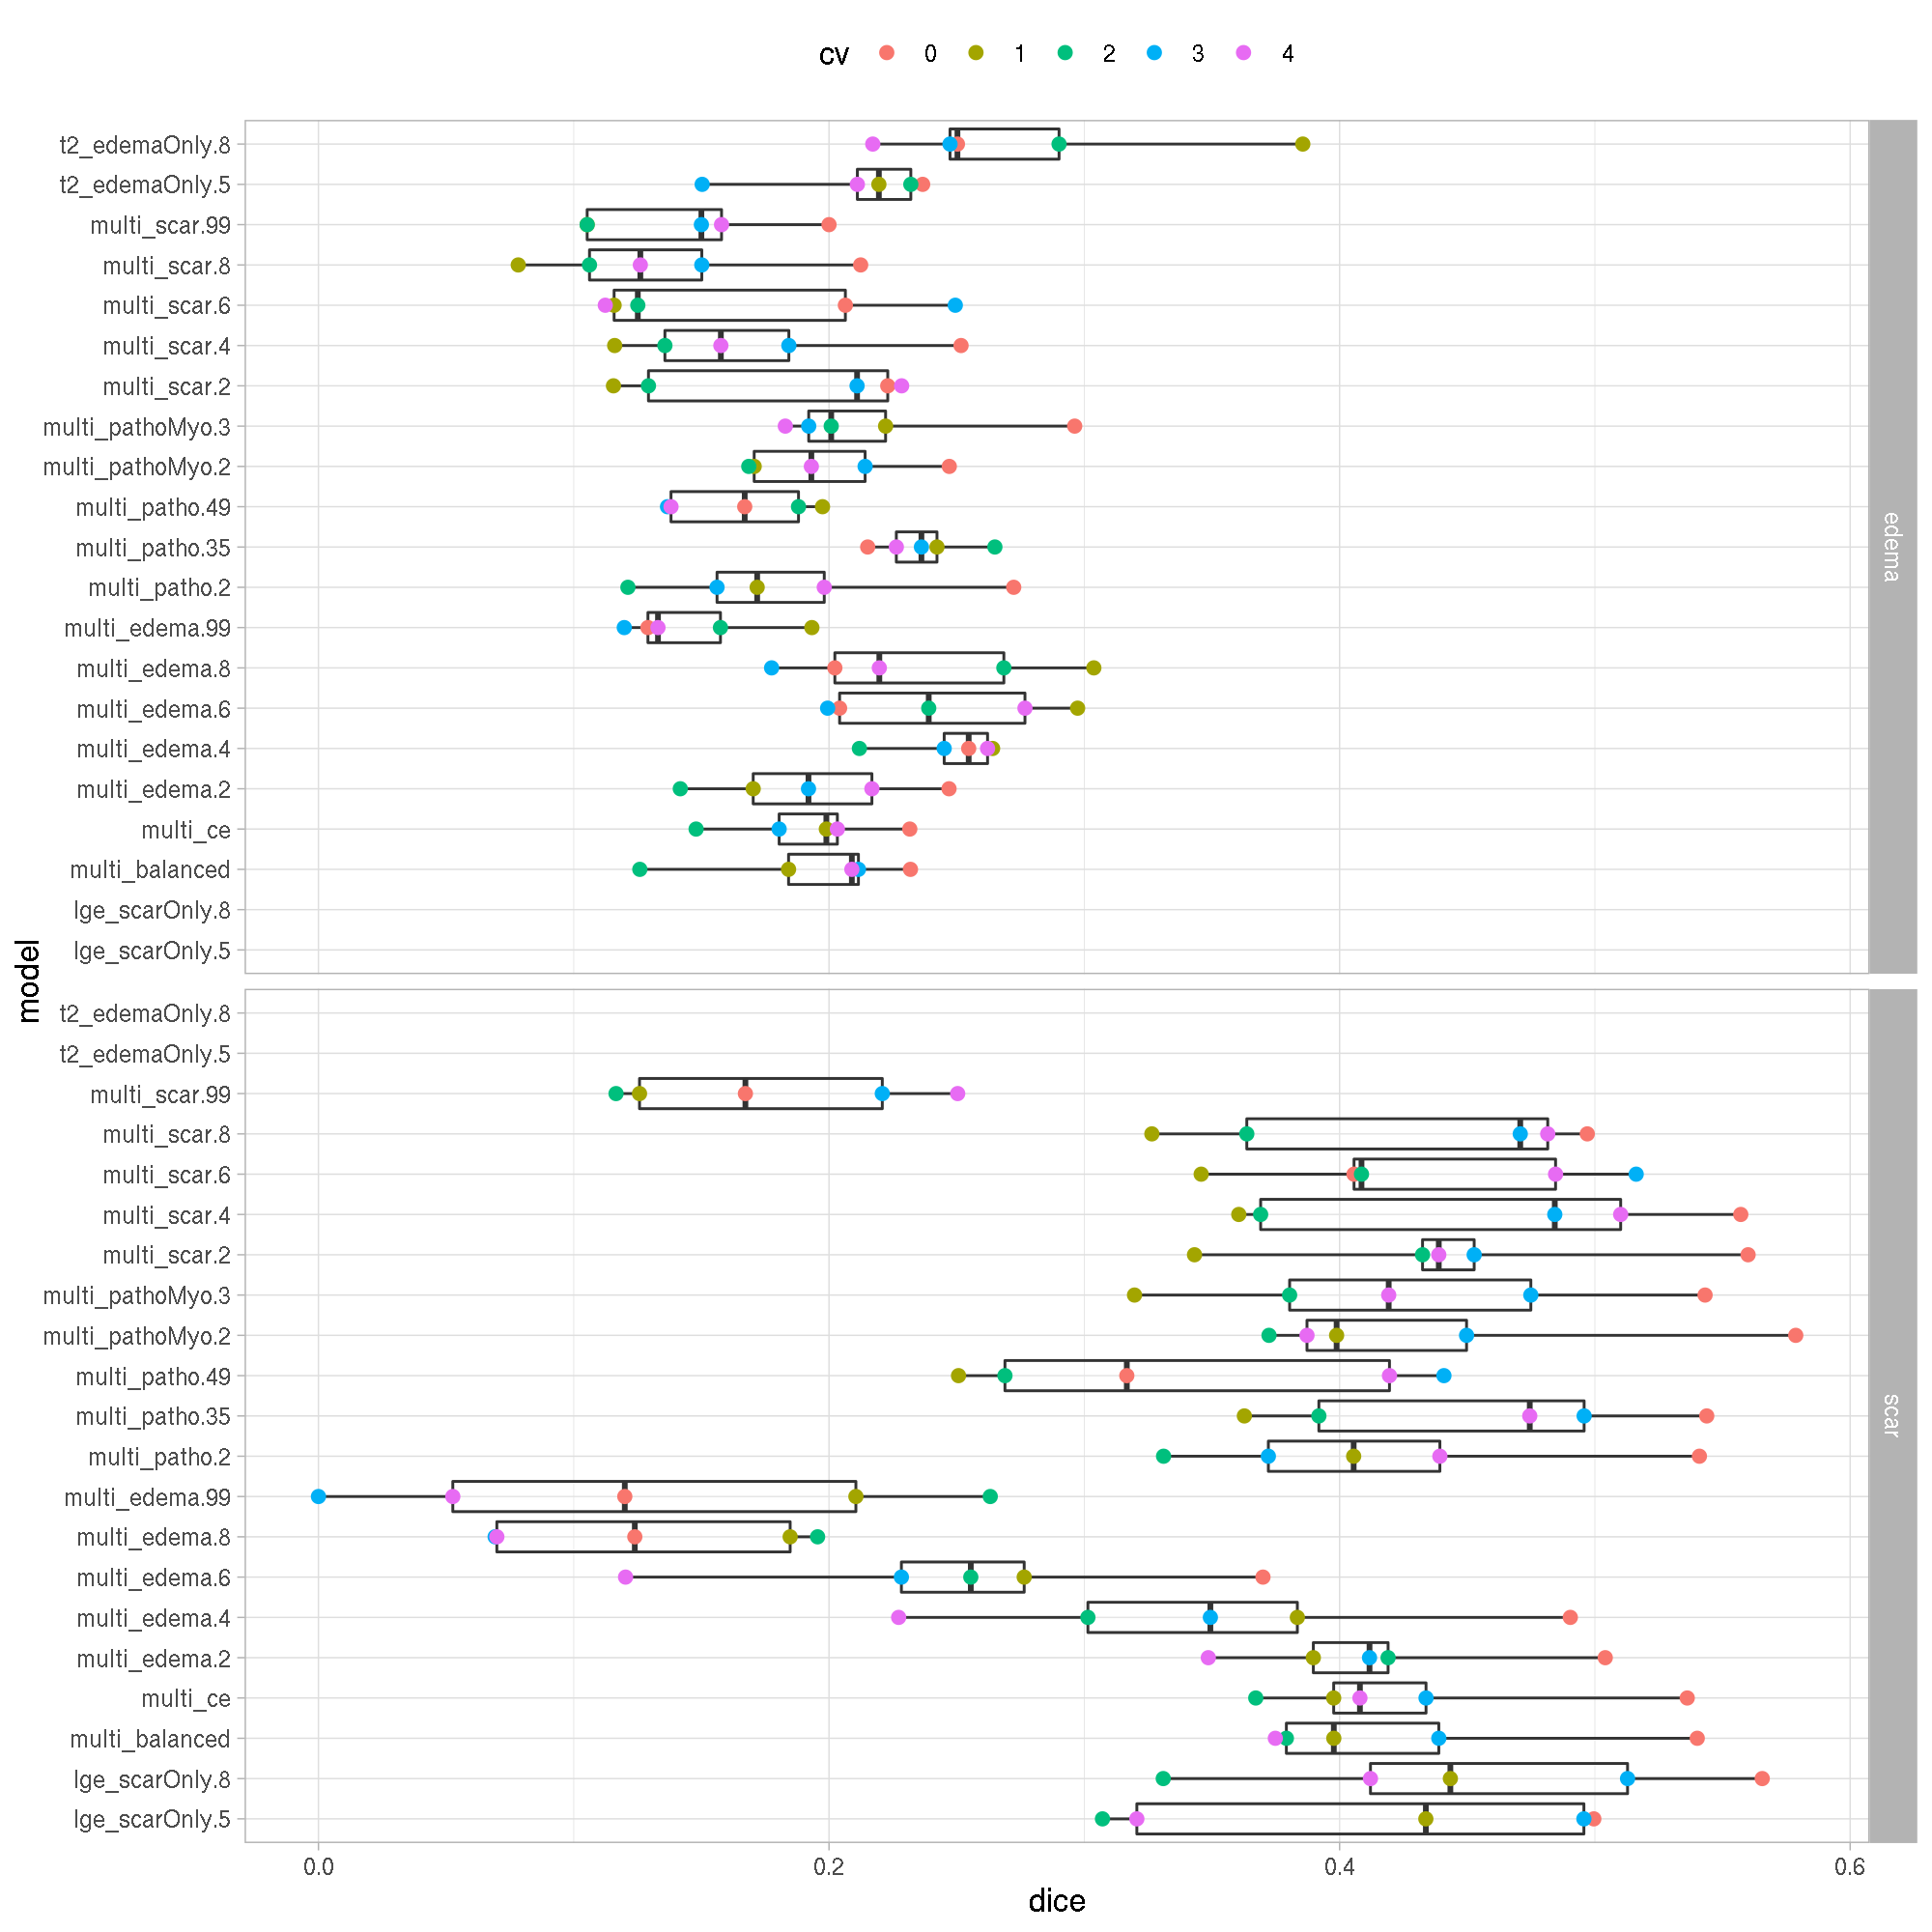 cv 0 1 2 3 4
t2_edemaOnly.8
t2_edemaOnly.5
multi_scar.99
multi_scar.8
multi_scar.6
multi_scar.4
multi_scar.2
multi_pathoMyo.3
multi_pathoMyo.2
multi_patho.49
multi_patho.35
multi_patho.2
multi_edema.99
multi_edema.8
multi_edema.6
multi_edema.4
multi_edema.2
multi_ce
multi_balanced
lge_scarOnly.8
lge_scarOnly.5
edema
model
t2_edemaOnly.8
t2_edemaOnly.5
multi_scar.99
multi_scar.8
multi_scar.6
multi_scar.4
multi_scar.2
multi_pathoMyo.3
multi_pathoMyo.2
multi_patho.49
multi_patho.35
multi_patho.2
multi_edema.99
multi_edema.8
multi_edema.6
multi_edema.4
multi_edema.2
multi_ce
multi_balanced
lge_scarOnly.8
lge_scarOnly.5
scar
0.0 0.2 0.4 0.6
dice